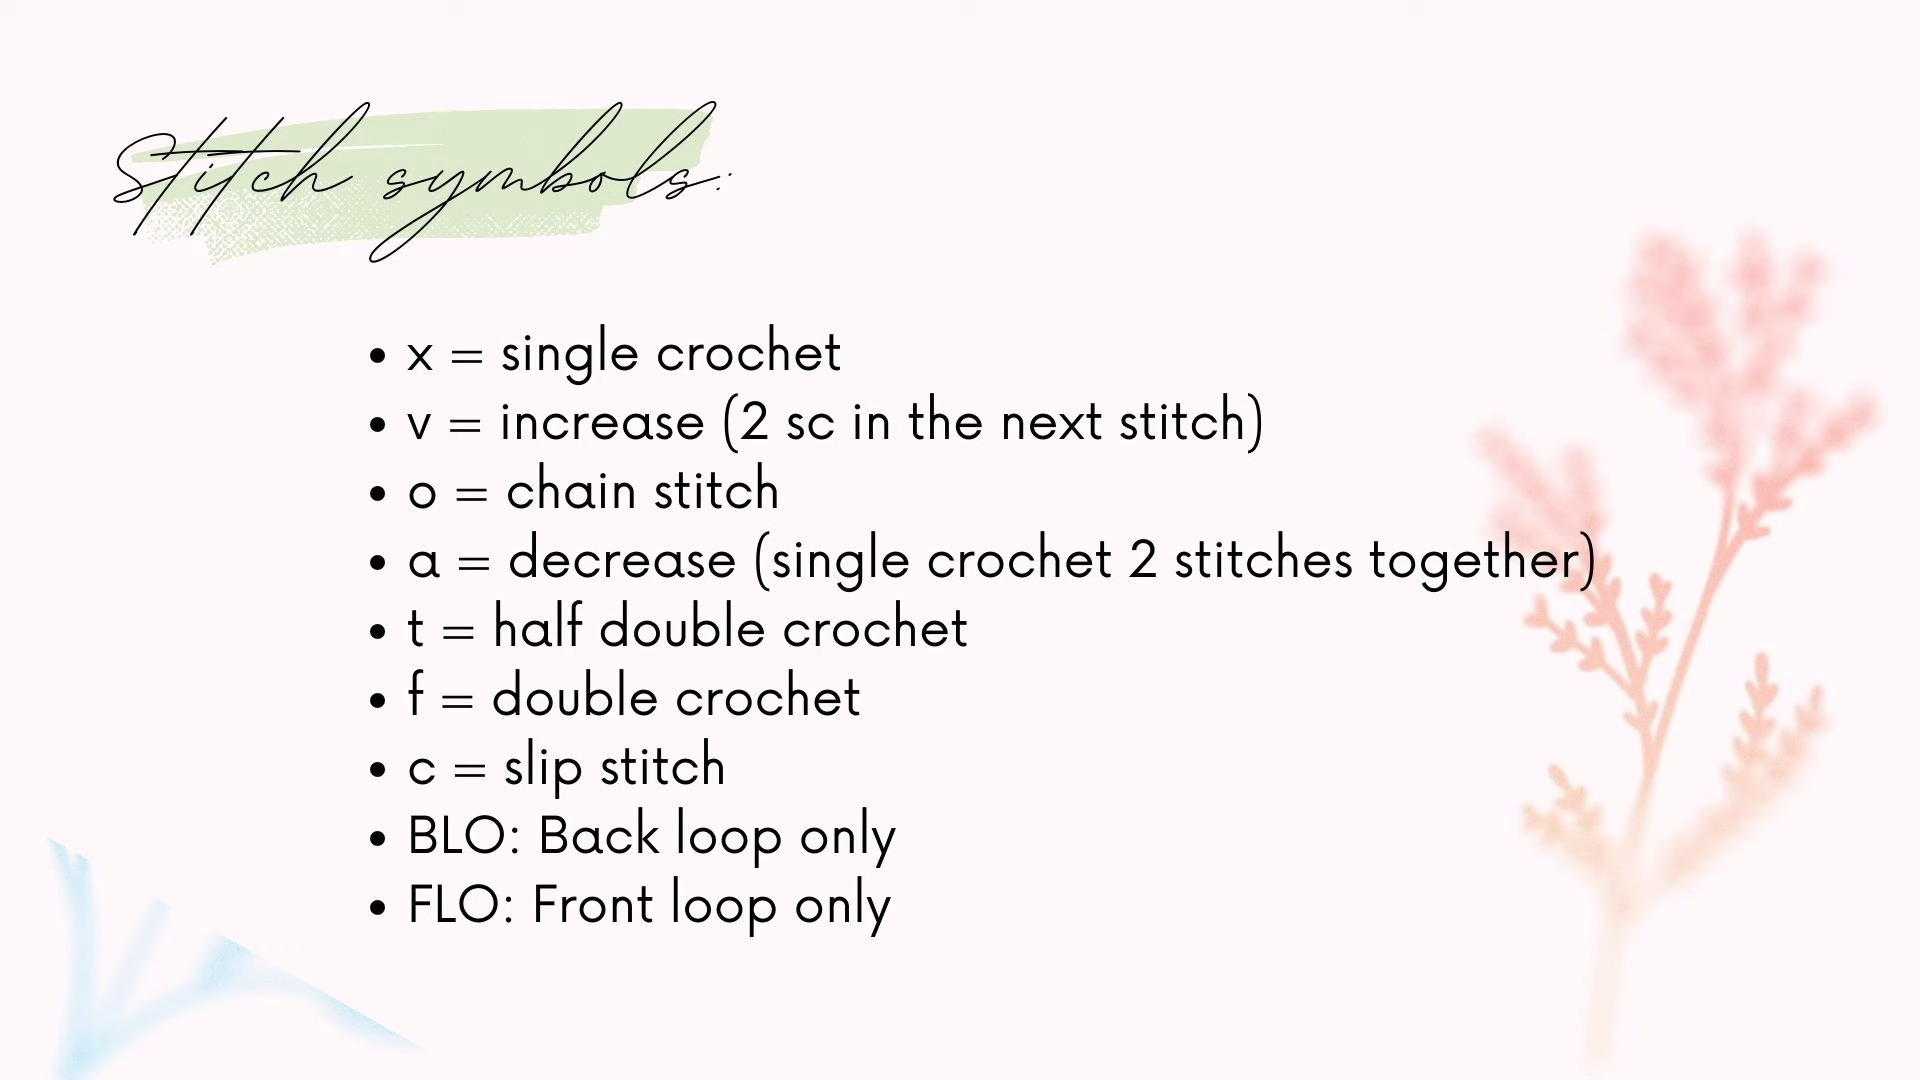 Stitch symbols:
• x = single crochet
• v = increase (2 sc in the next stitch)
• o = chain stitch
• a = decrease (single crochet 2 stitches together)
• t = half double crochet
• f = double crochet
• c = slip stitch
• BLO: Back loop only
• FLO: Front loop only